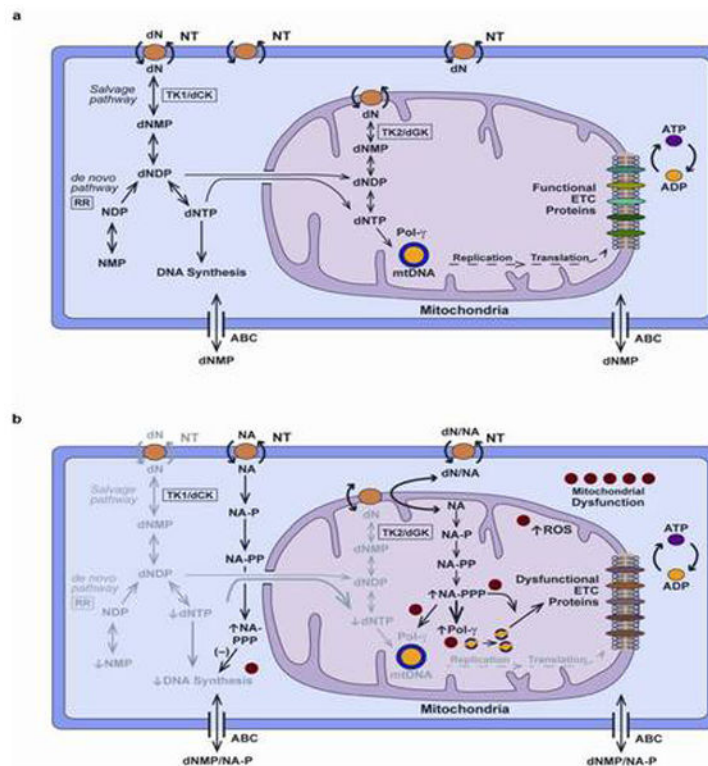 a
dN NT NT NT
dN dN
Salvage
pathway
TK1/dCK
dNMP
dN
TK2/dGK
dNMP
ATP
de novo
pathway
dNDP
dNDP
ADP
RR
NDP
dNTP
dNTP
Functional
ETC
Proteins
NMP
DNA Synthesis
Pol-γ
mtDNA
Replication
Translation
Mitochondria
ABC
dNMP
ABC
dNMP
b
dN NT NA NT dN/NA NT
dN NA dN/NA
Salvage
pathway
TK1/dCK
dNMP
NA-P
NA-PP
dN
TK2/dGK
dNMP
NA
NA-P
NA-PP
↑ROS
Mitochondrial
Dysfunction
ATP
ADP
de novo
pathway
RR
dNDP
dNDP
NDP
↓dNTP
↓dNTP
↑NA-PPP
Dysfunctional
ETC
Proteins
↑NA-
PPP
(–)
↓NMP
↓DNA Synthesis
Pol-γ
mtDNA
↑Pol-γ
Replication
Translation
Mitochondria
ABC
dNMP/NA-P
ABC
dNMP/NA-P